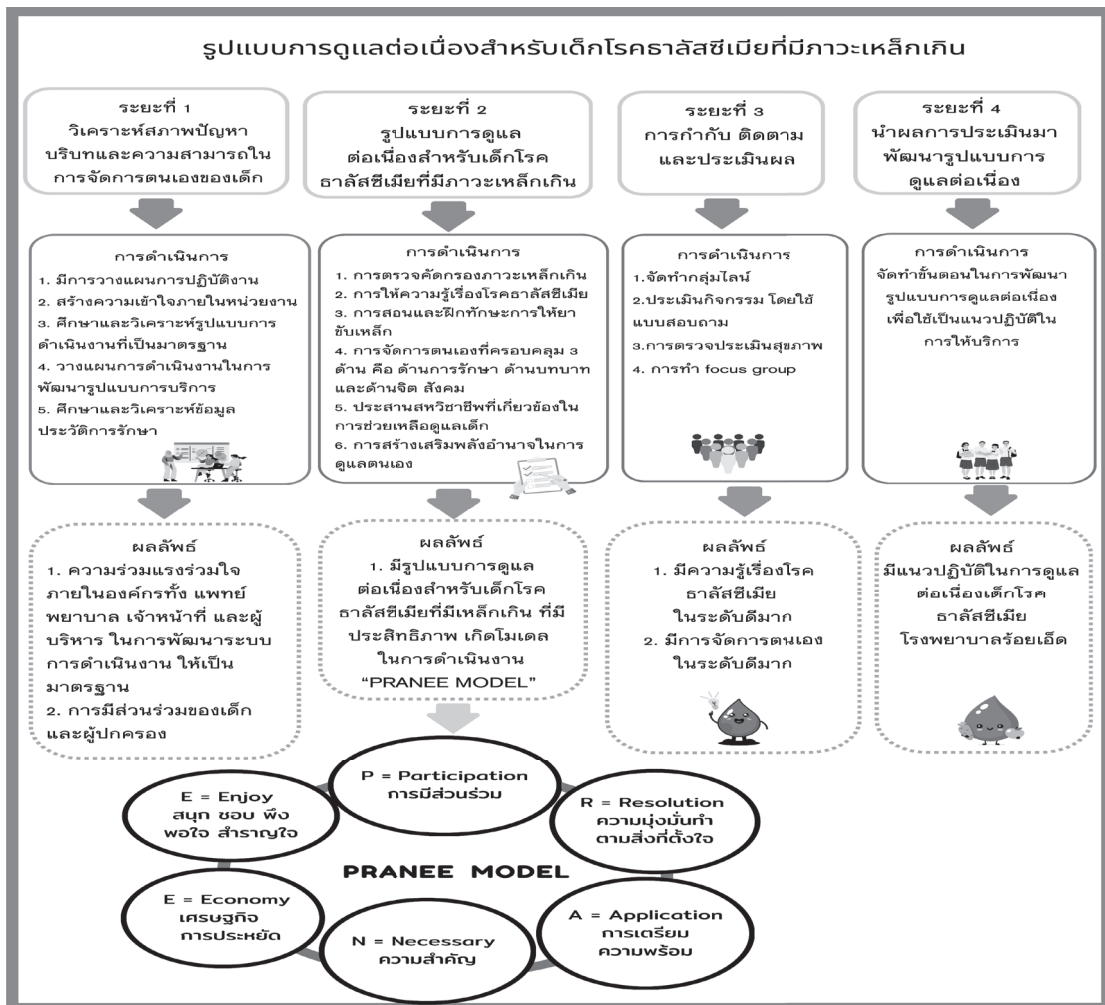 รูปแบบการดูแลต่อเนื่องสำหรับเด็กโรคธาลัสซีเมียที่มีภาวะเหล็กเกิน
ระยะที่ 1
วิเคราะห์สภาพปัญหา
บริบทและความสามารถใน
การจัดการตนเองของเด็ก
ระยะที่ 2
รูปแบบการดูแล
ต่อเนื่องสำหรับเด็กโรค
ธาลัสซีเมียที่มีภาวะเหล็กเกิน
ระยะที่ 3
การกำกับ ติดตาม
และประเมินผล
ระยะที่ 4
นำผลการประเมินมา
พัฒนารูปแบบการ
ดูแลต่อเนื่อง
การดำเนินการ
1. มีการวางแผนการปฏิบัติงาน
2. สร้างความเข้าใจภายในหน่วยงาน
3. ศึกษาและวิเคราะห์รูปแบบการ
ดำเนินงานที่เป็นมาตรฐาน
4. วางแผนการดำเนินงานในการ
พัฒนารูปแบบการบริการ
5. ศึกษาและวิเคราะห์ข้อมูล
ประวัติการรักษา
การดำเนินการ
1. การตรวจคัดกรองภาวะเหล็กเกิน
2. การให้ความรู้เรื่องโรคธาลัสซีเมีย
3. การสอนและฝึกทักษะการให้ยา
ขับเหล็ก
4. การจัดการตนเองที่ครอบคลุม 3
ด้าน คือ ด้านการรักษา ด้านบทบาท
และด้านจิต สังคม
5. ประสานสหวิชาชีพที่เกี่ยวข้องใน
การช่วยเหลือดูแลเด็ก
6. การสร้างเสริมพลังอำนาจในการ
ดูแลตนเอง
การดำเนินการ
1.จัดทำกลุ่มไลน์
2.ประเมินกิจกรรม โดยใช้
แบบสอบถาม
3.การตรวจประเมินสุขภาพ
4. การทำ focus group
การดำเนินการ
จัดทำขั้นตอนในการพัฒนา
รูปแบบการดูแลต่อเนื่อง
เพื่อใช้เป็นแนวปฏิบัติใน
การให้บริการ
ผลลัพธ์
1. ความร่วมแรงร่วมใจ
ภายในองค์กรทั้ง แพทย์
พยาบาล เจ้าหน้าที่ และผู้
บริหาร ในการพัฒนาระบบ
การดำเนินงาน ให้เป็น
มาตรฐาน
2. การมีส่วนร่วมของเด็ก
และผู้ปกครอง
ผลลัพธ์
1. มีรูปแบบการดูแล
ต่อเนื่องสำหรับเด็กโรค
ธาลัสซีเมียที่มีเหล็กเกิน ที่มี
ประสิทธิภาพ เกิดโมเดล
ในการดำเนินงาน
“PRANEE MODEL”
ผลลัพธ์
1. มีความรู้เรื่องโรค
ธาลัสซีเมีย
ในระดับดีมาก
2. มีการจัดการตนเอง
ในระดับดีมาก
ผลลัพธ์
มีแนวปฏิบัติในการดูแล
ต่อเนื่องเด็กโรค
ธาลัสซีเมีย
โรงพยาบาลร้อยเอ็ด
P = Participation
การมีส่วนร่วม
E = Enjoy
สนุก ชอบ พึง
พอใจ สำราญใจ
R = Resolution
ความมุ่งมั่นทำ
ตามสิ่งที่ตั้งใจ
PRANEE MODEL
E = Economy
เศรษฐกิจ
การประหยัด
A = Application
การเตรียม
ความพร้อม
N = Necessary
ความสำคัญ